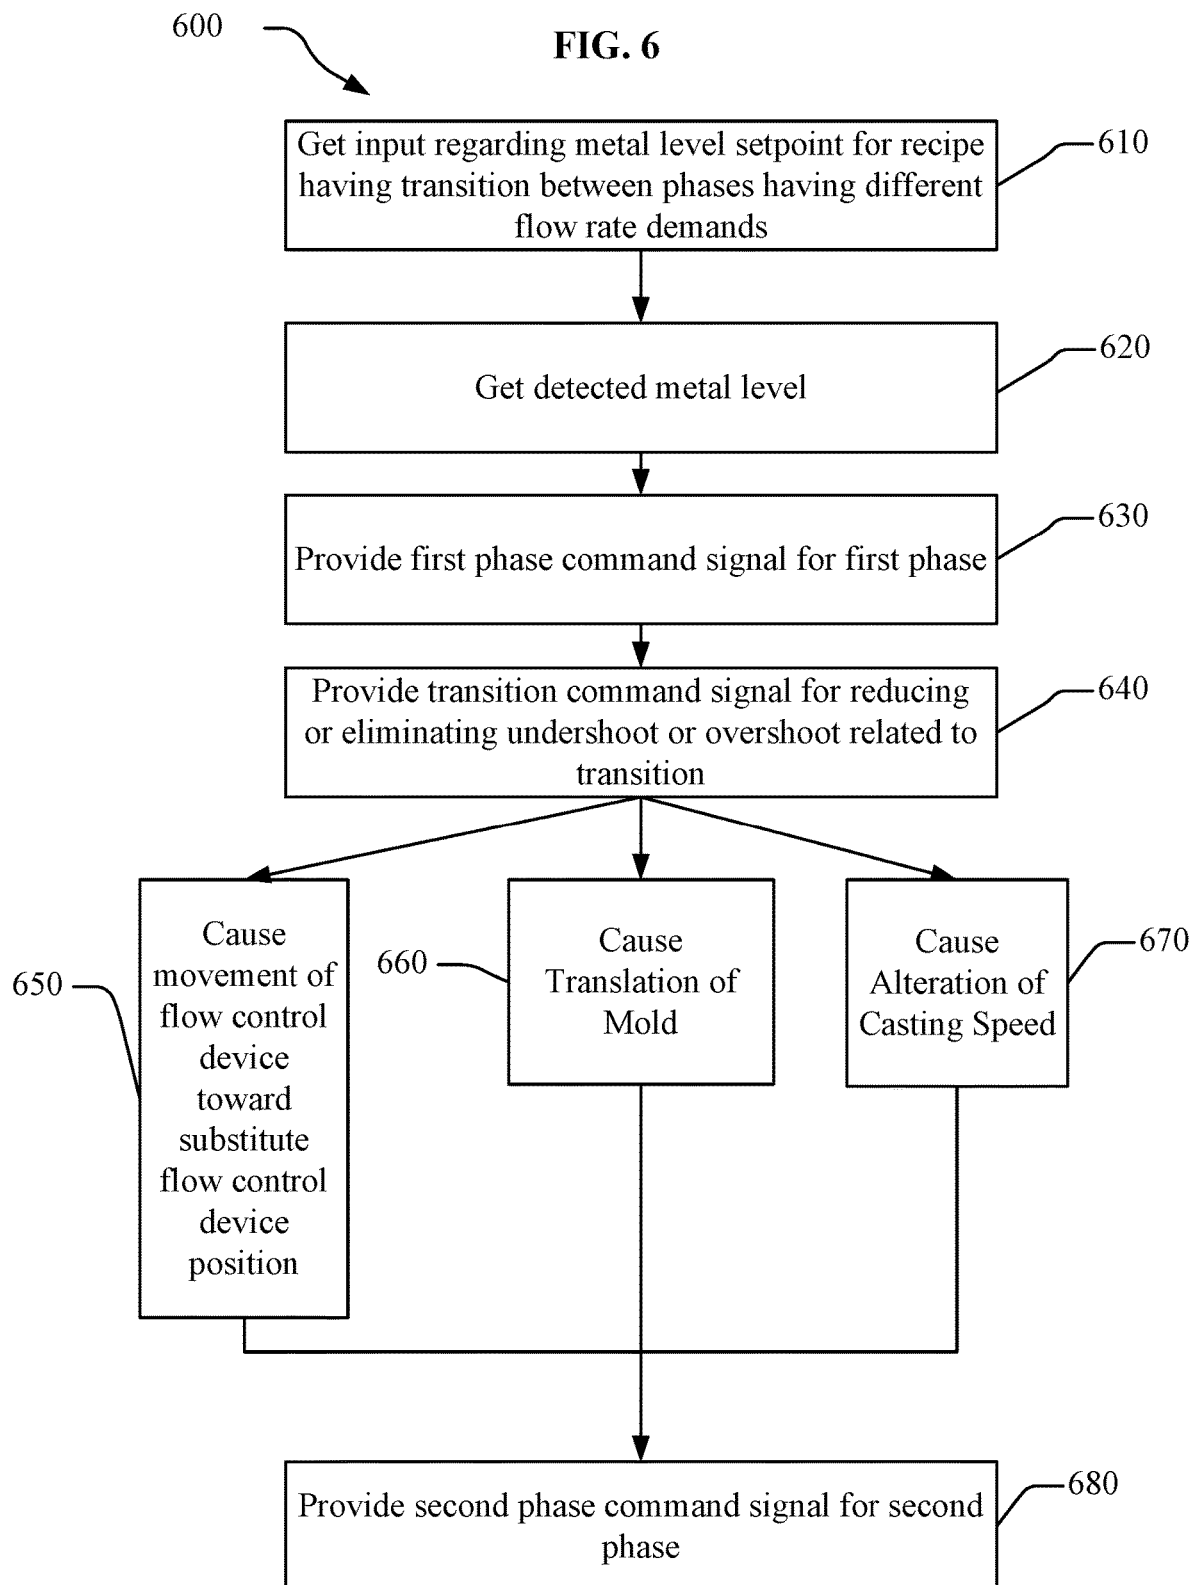 600
FIG. 6
Get input regarding metal level setpoint for recipe
having transition between phases having different
flow rate demands
610
Get detected metal level
620
Provide first phase command signal for first phase
630
Provide transition command signal for reducing
or eliminating undershoot or overshoot related to
transition
640
650
Cause
movement of
flow control
device
toward
substitute
flow control
device
position
660
Cause
Translation of
Mold
Cause
Alteration of
Casting Speed
670
Provide second phase command signal for second
phase
680